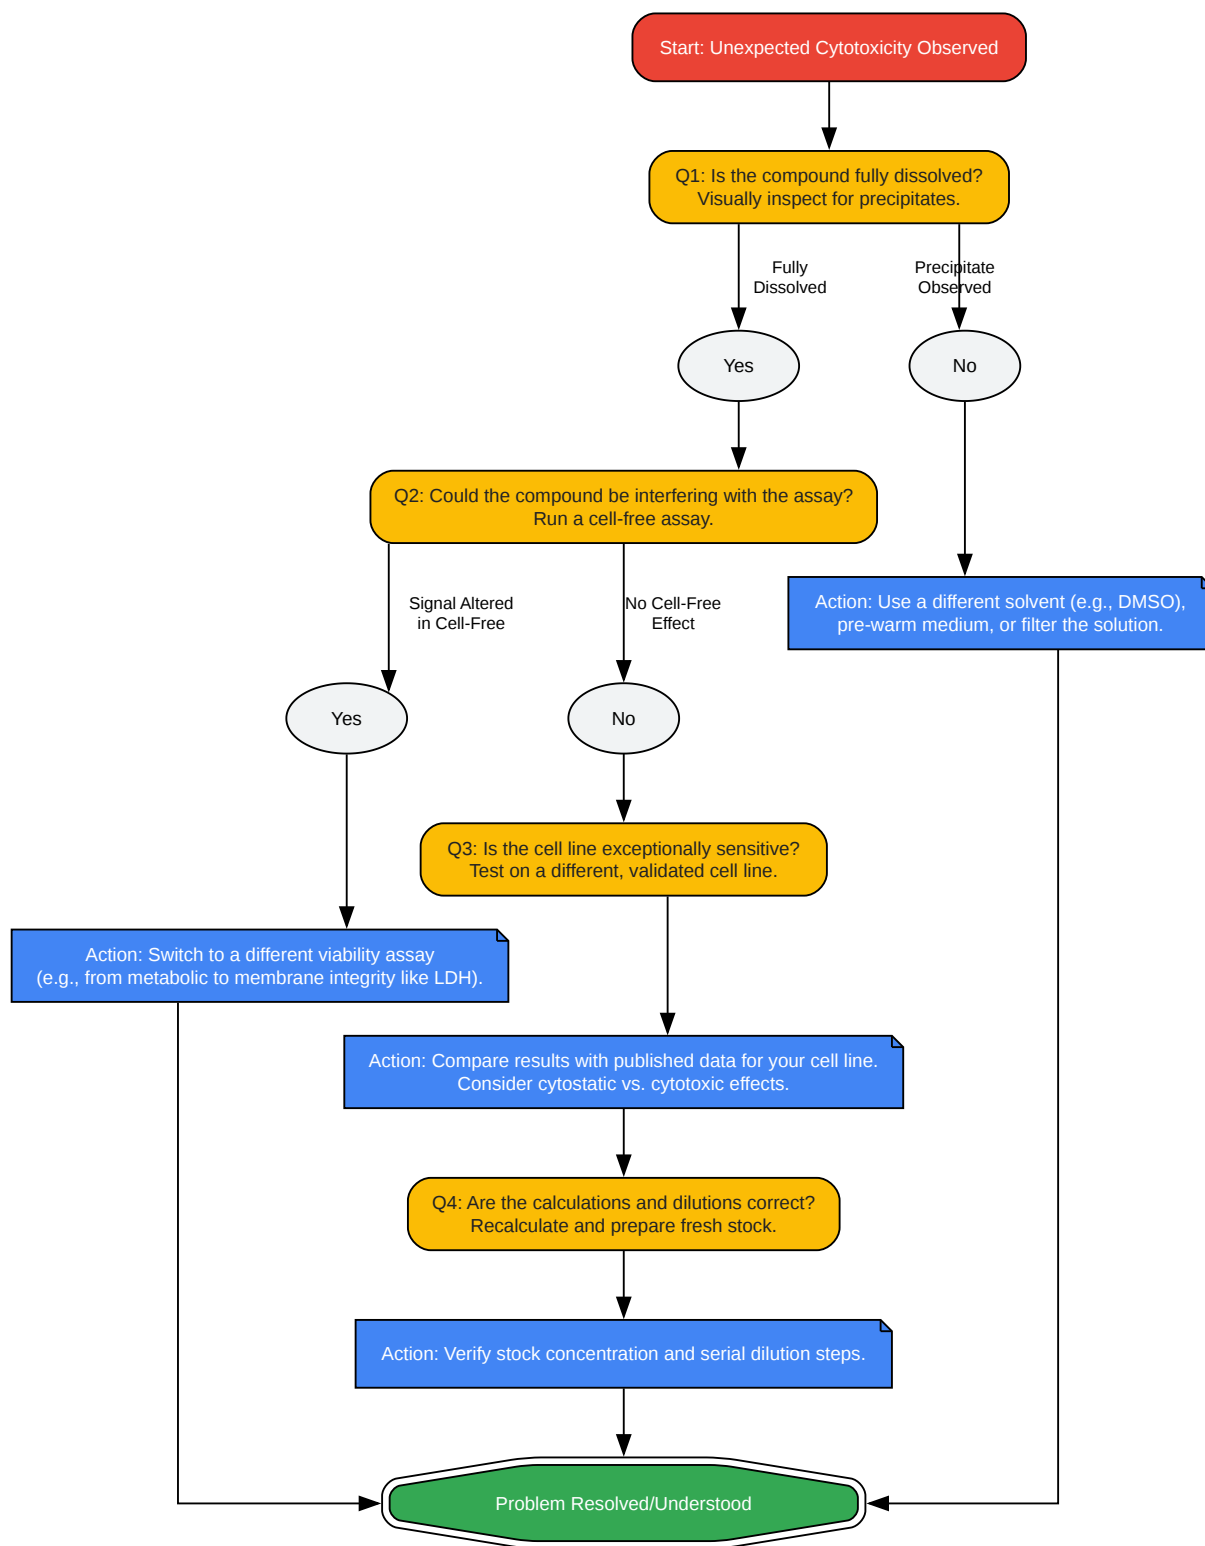 Start: Unexpected Cytotoxicity Observed
Q1: Is the compound fully dissolved?
Visually inspect for precipitates.
Fully
Dissolved
Precipitate
Observed
Yes
No
Q2: Could the compound be interfering with the assay?
Run a cell-free assay.
Action: Use a different solvent (e.g., DMSO),
pre-warm medium, or filter the solution.
Signal Altered
in Cell-Free
No Cell-Free
Effect
Yes
No
Q3: Is the cell line exceptionally sensitive?
Test on a different, validated cell line.
Action: Switch to a different viability assay
(e.g., from metabolic to membrane integrity like LDH).
Action: Compare results with published data for your cell line.
Consider cytostatic vs. cytotoxic effects.
Q4: Are the calculations and dilutions correct?
Recalculate and prepare fresh stock.
Action: Verify stock concentration and serial dilution steps.
Problem Resolved/Understood